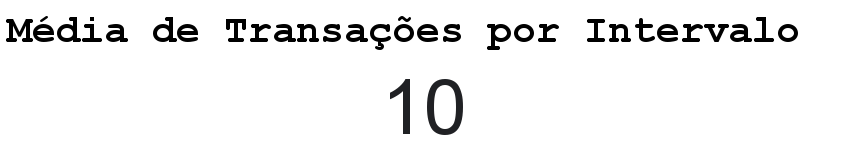 Média de Transações por Intervalo
10